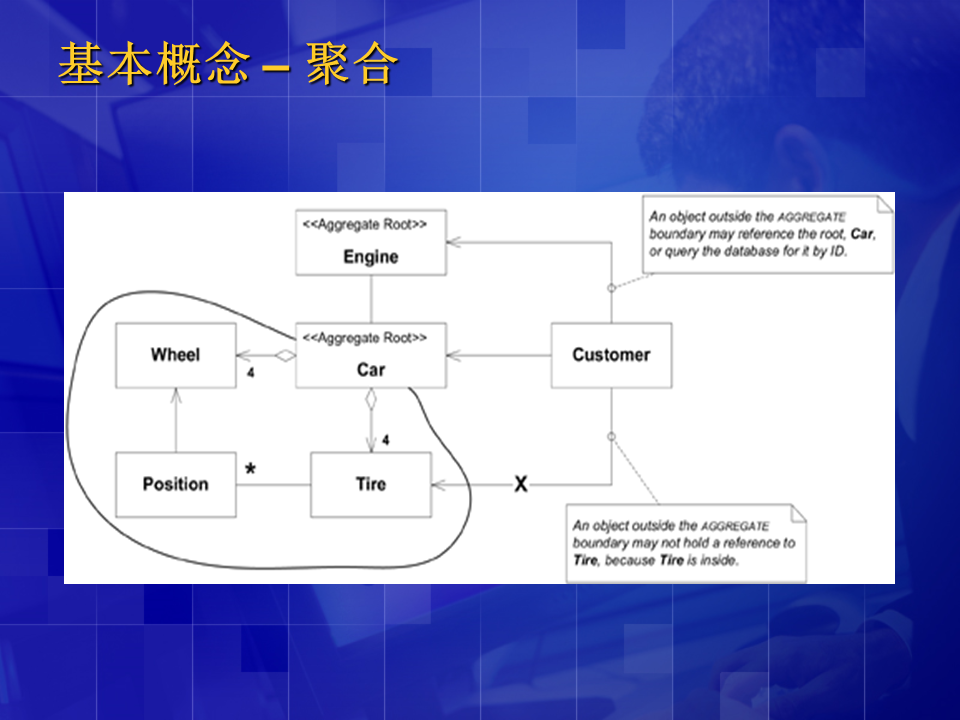 基本概念 – 聚合
<<Aggregate Root>>
Engine
An object outside the AGGREGATE
boundary may reference the root, Car,
or query the database for it by ID.
Wheel
4
<<Aggregate Root>>
Car
Customer
4
Position
*
Tire
X
An object outside the AGGREGATE
boundary may not hold a reference to
Tire, because Tire is inside.